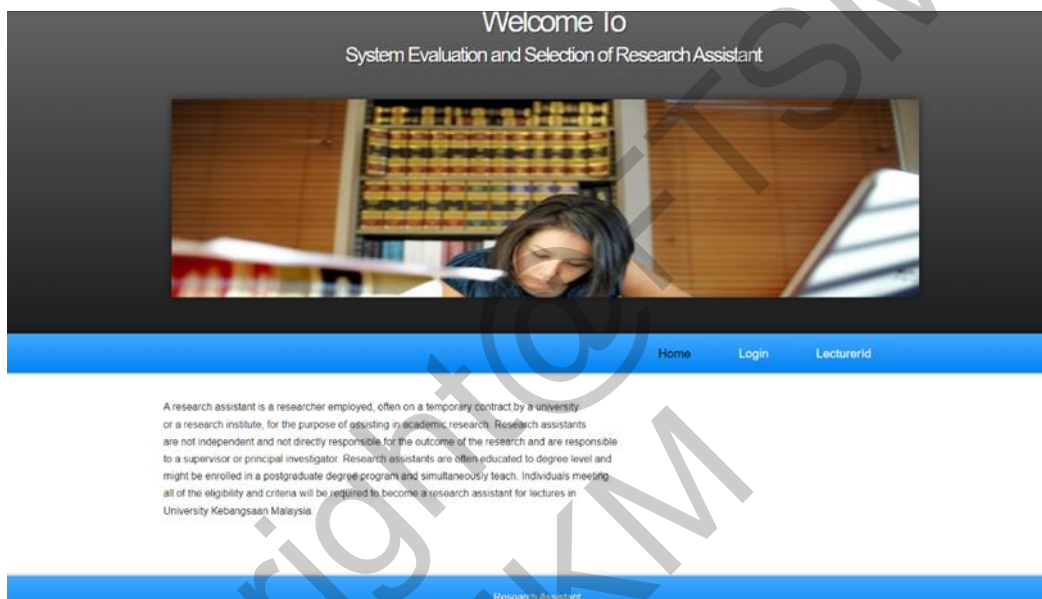 Welcome To
System Evaluation and Selection of Research Assistant
Home Login LecturerId
A research assistant is a researcher employed, often on a temporary contract by a university
or a research institute, for the purpose of assisting in academic research. Research assistants
are not independent and not directly responsible for the outcome of the research and are responsible
to a supervisor or principal investigator. Research assistants are often educated to degree level and
might be enrolled in a postgraduate degree program and simultaneously teach. Individuals meeting
all of the eligibility and criteria will be required to become a research assistant for lectures in
University Kebangsaan Malaysia
Research Assistant
right@FTSM
KM